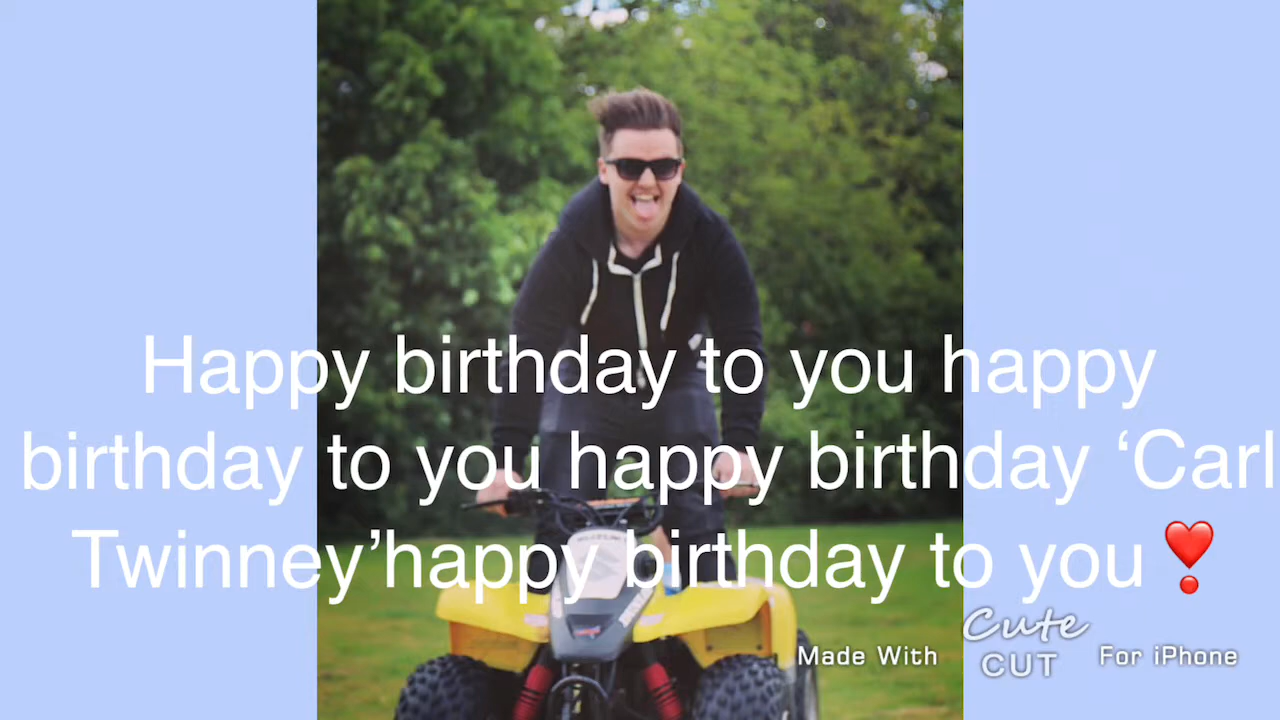 Happy birthday to you happy
birthday to you happy birthday ‘Carl
Twinney’happy birthday to you❣️
SUZUKI
Made With Cute CUT For iPhone